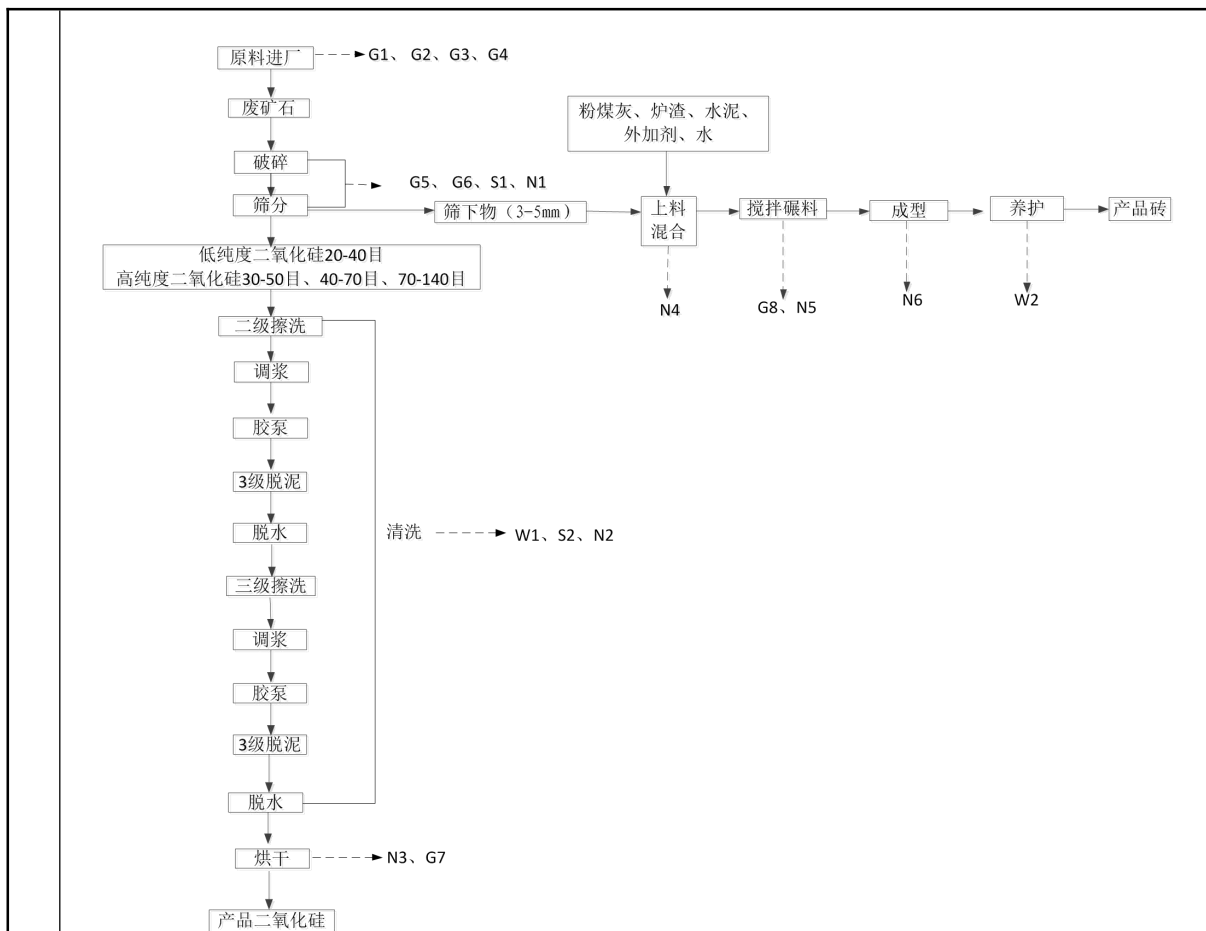 原料进厂
G1、 G2、G3、G4
废矿石
破碎
筛分
G5、 G6、S1、N1
筛下物（3-5mm）
粉煤灰、炉渣、水泥、
外加剂、水
上料
混合
搅拌碾料
成型
养护
产品砖
N4
G8、N5
N6
W2
低纯度二氧化硅20-40目
高纯度二氧化硅30-50目、40-70目、70-140目
二级擦洗
调浆
胶泵
3级脱泥
脱水
清洗
W1、S2、N2
三级擦洗
调浆
胶泵
3级脱泥
脱水
烘干
N3、G7
产品二氧化硅